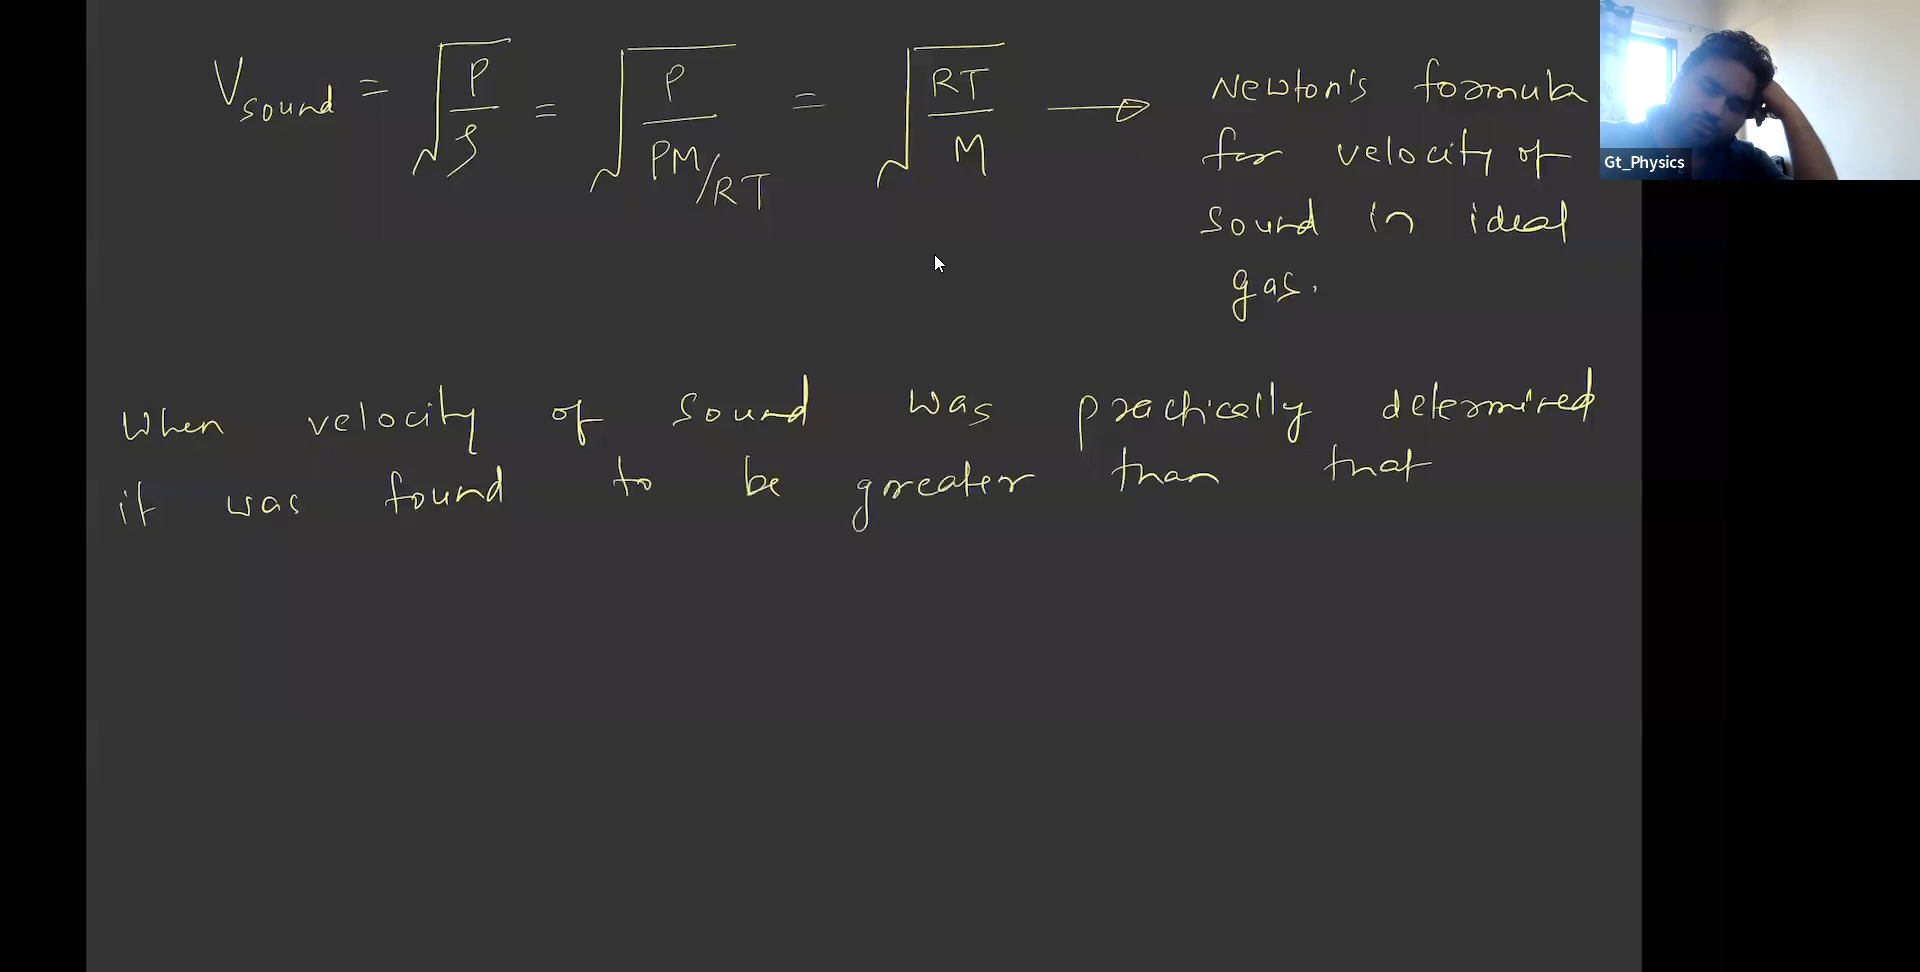 V sound = √P/ρ = √P/PM/RT = √RT/M → Newton's formula
for velocity of
sound in ideal
gas.
Gt_Physics
When velocity of sound was practically determined
it was found to be greater than that